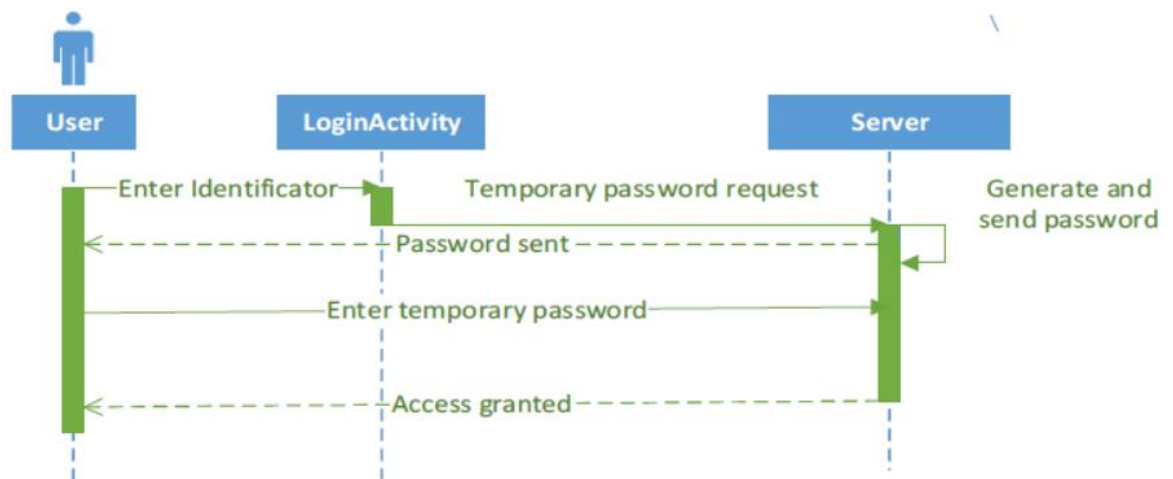 User
LoginActivity
Server
Enter Identificator
Temporary password request
Generate and
send password
Password sent
Enter temporary password
Access granted